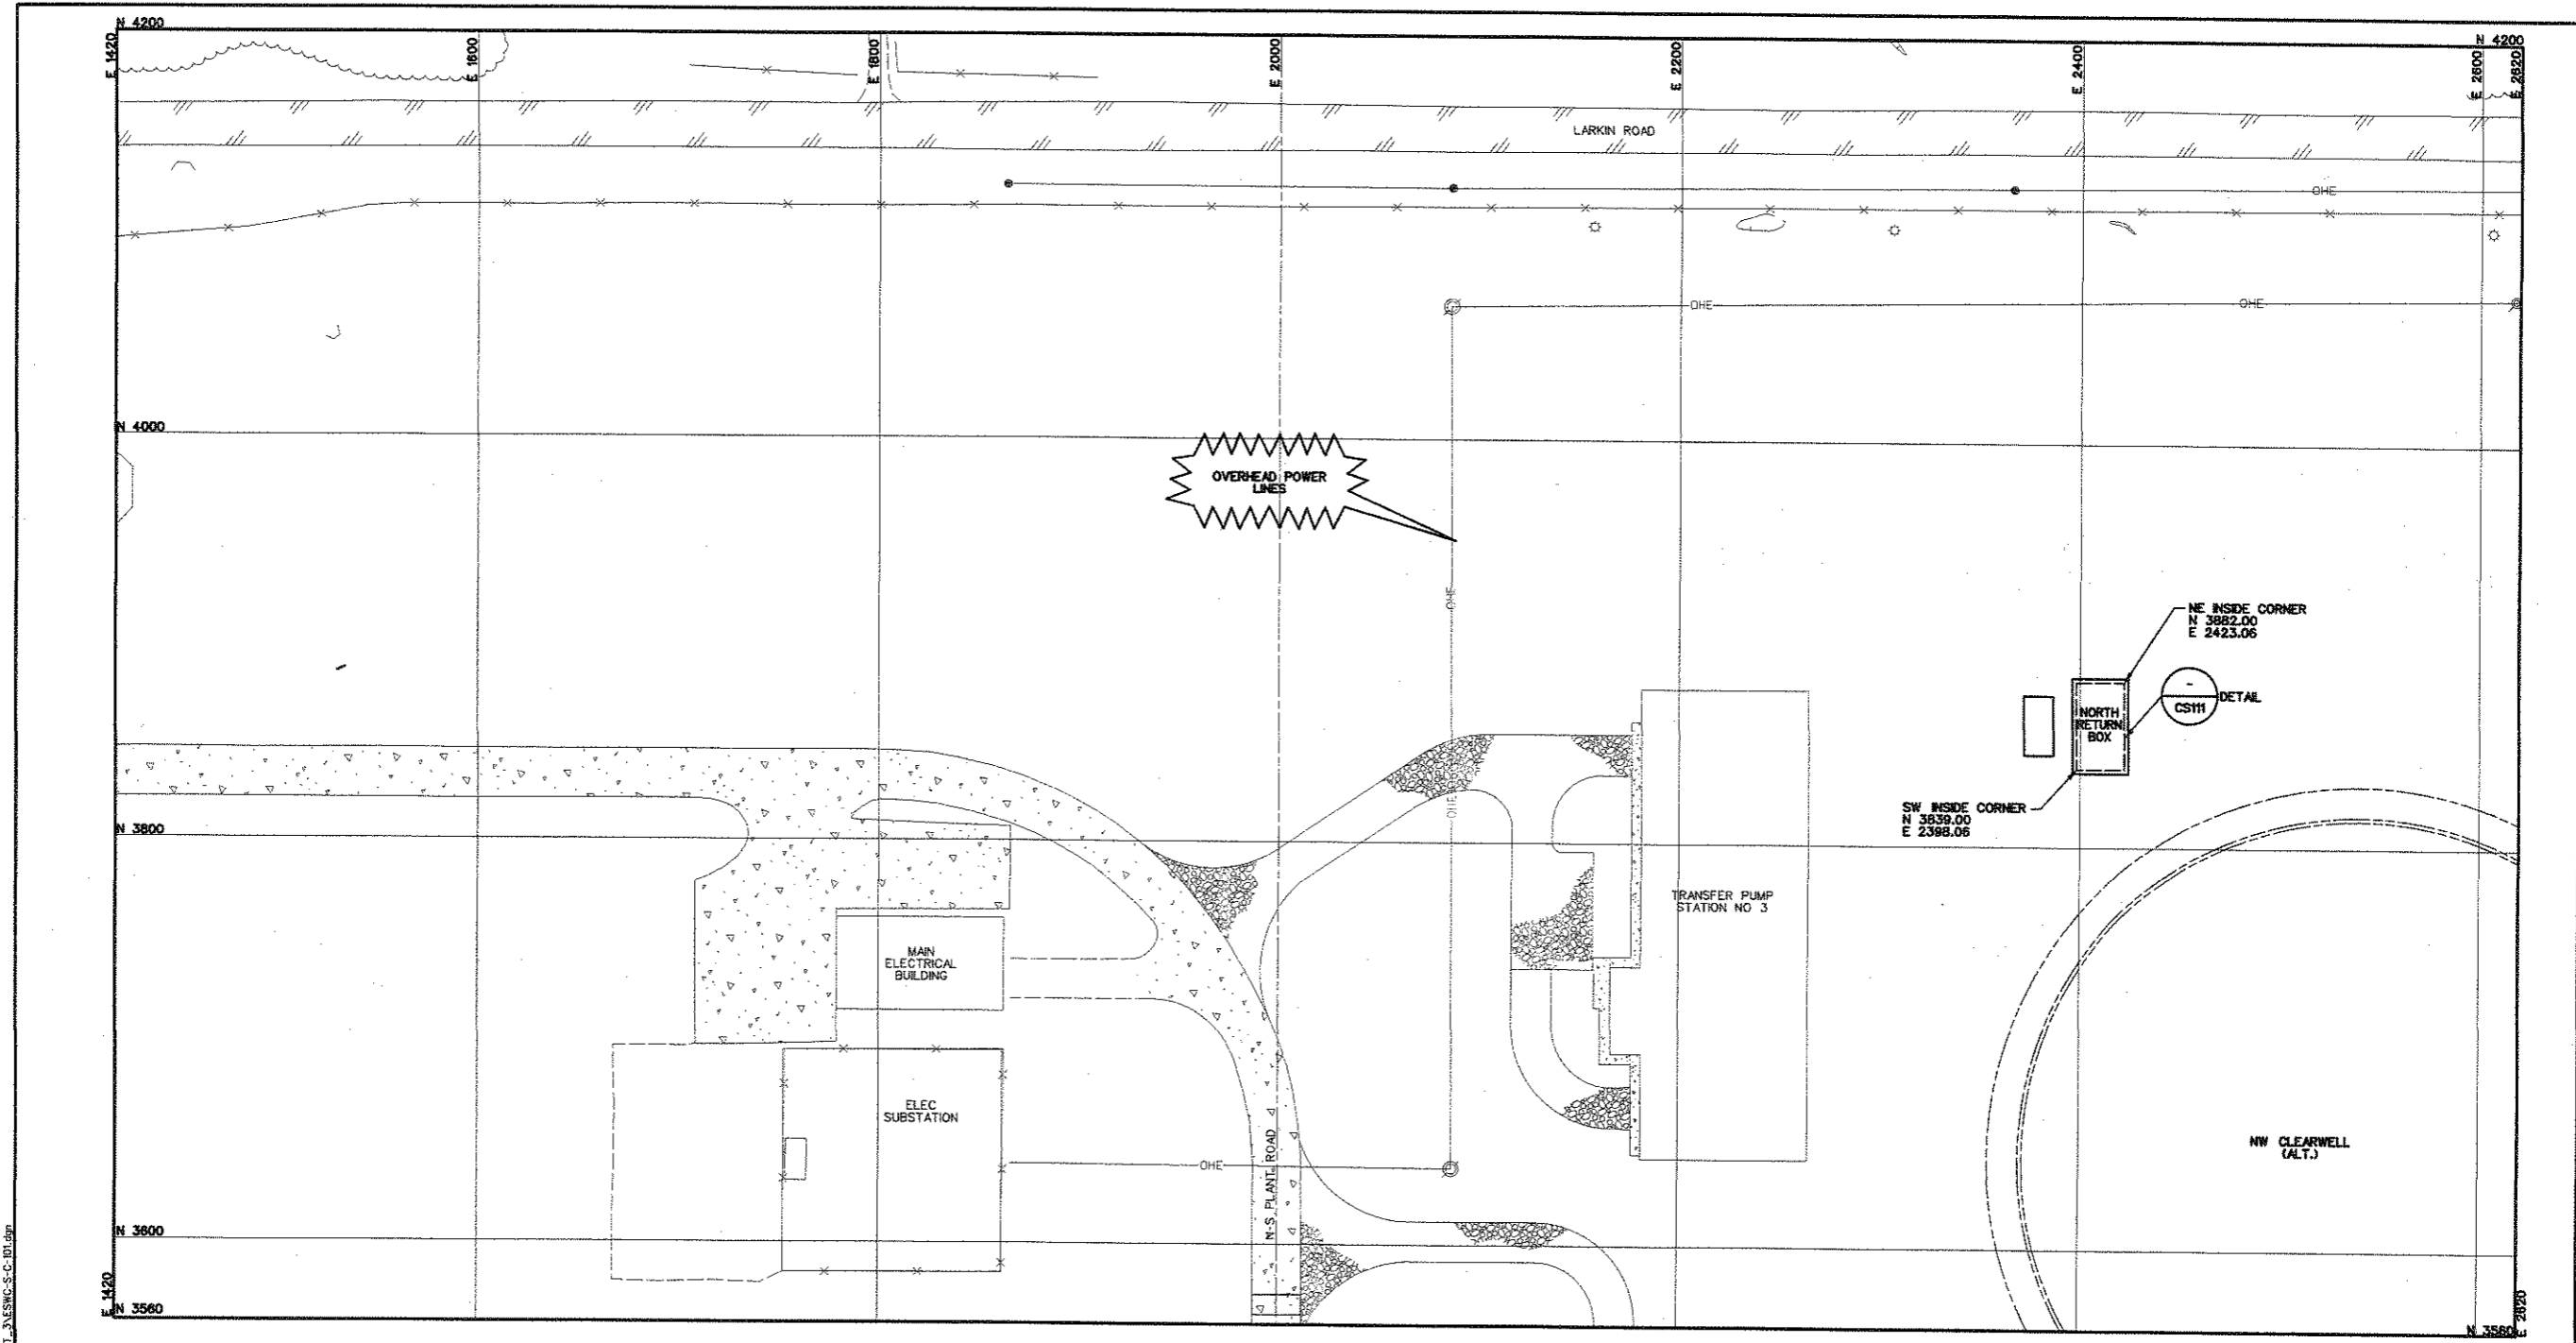 N 4200
N 4200
E 1420
E 1600
E 1800
E 2000
E 2200
E 2400
E 2600
E 2620
LARKIN ROAD
OHE
OHE
OHE
N 4000
OVERHEAD POWER
LINES
OHE
NE INSIDE CORNER
N 3882.00
E 2423.06
-
CS111
DETAIL
NORTH
RETURN
BOX
OHE
SW INSIDE CORNER
N 3839.00
E 2398.06
N 3800
TRANSFER PUMP
STATION NO 3
MAIN
ELECTRICAL
BUILDING
ELEC
SUBSTATION
N-S PLANT ROAD
OHE
NW CLEARWELL
(ALT.)
N 3600
E 1420
N 3560
N 3560
E 2620